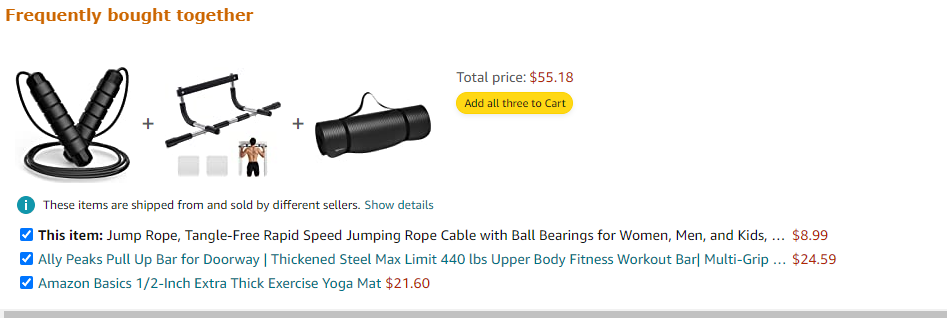 Frequently bought together
+
+
Total price: $55.18
Add all three to Cart
i These items are shipped from and sold by different sellers. Show details
This item: Jump Rope, Tangle-Free Rapid Speed Jumping Rope Cable with Ball Bearings for Women, Men, and Kids, ... $8.99
Ally Peaks Pull Up Bar for Doorway | Thickened Steel Max Limit 440 lbs Upper Body Fitness Workout Bar| Multi-Grip ... $24.59
Amazon Basics 1/2-Inch Extra Thick Exercise Yoga Mat $21.60